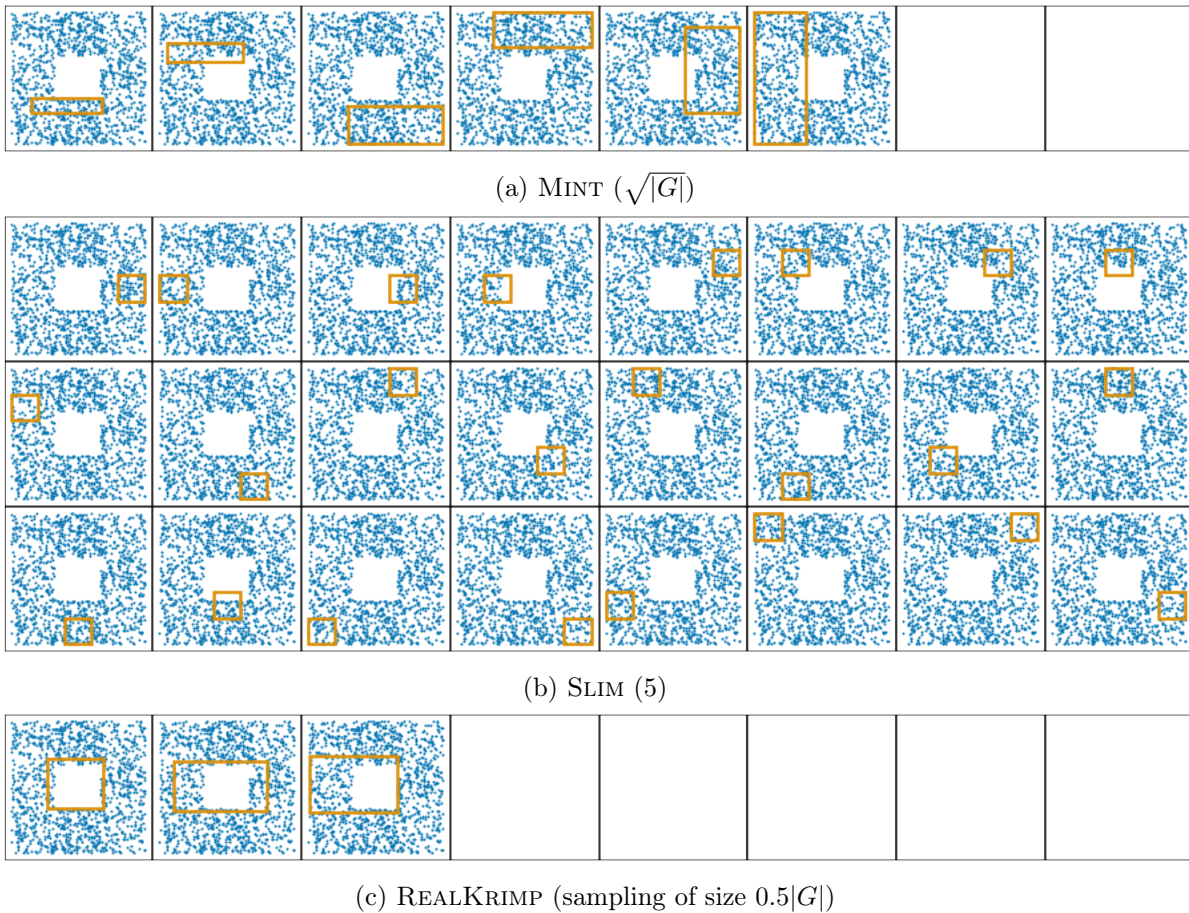 (a) MINT (√|G|)
(b) SLIM (5)
(c) REALKRIMP (sampling of size 0.5|G|)